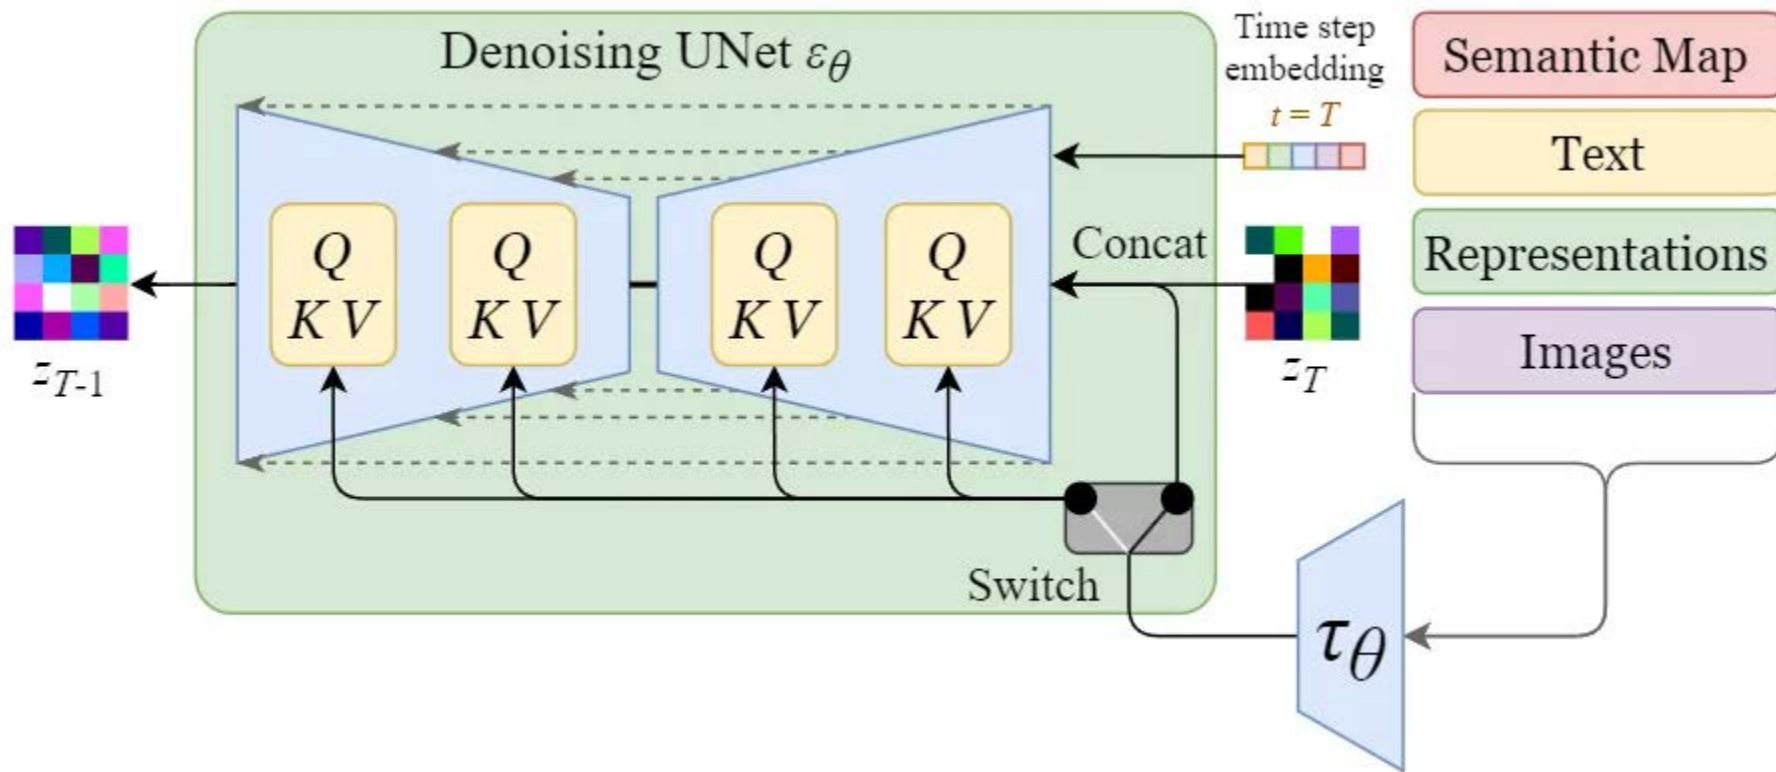 Denoising UNet εθ
Time step
embedding
t = T
Semantic Map
Text
Representations
Images
Concat
Q
K V
Q
K V
Q
K V
Q
K V
zT-1
zT
Switch
τθ